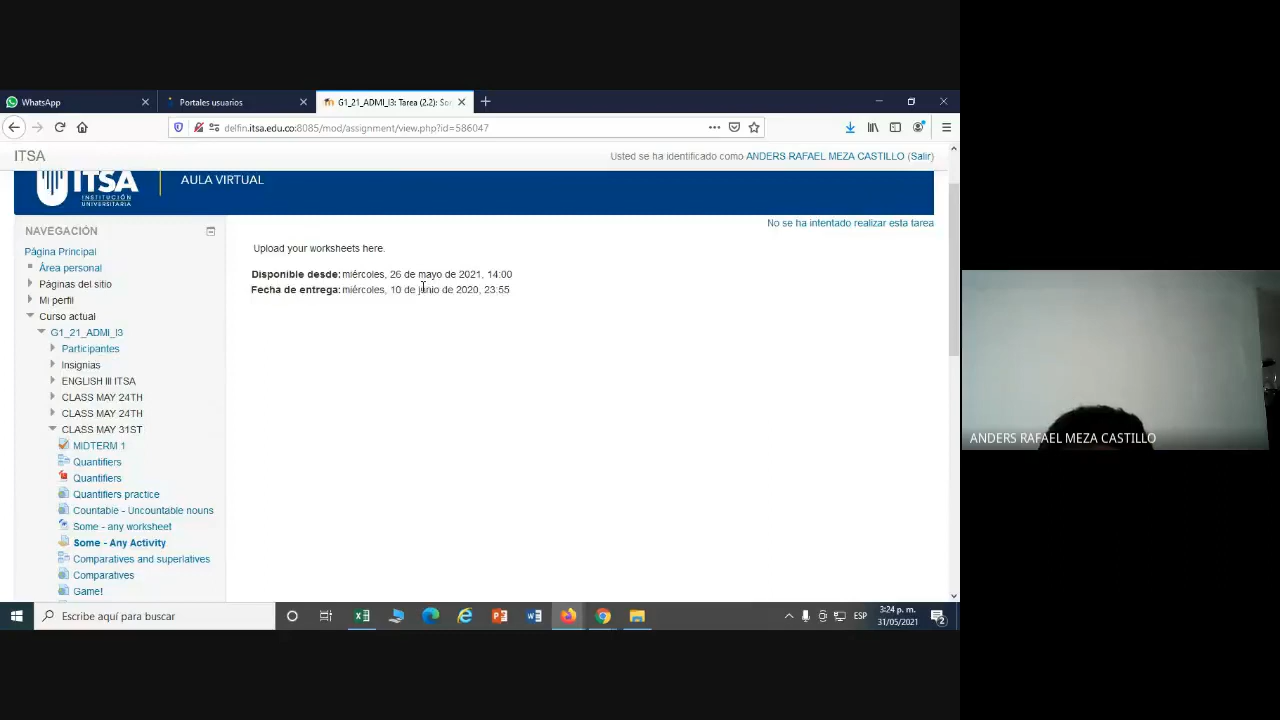 WhatsApp
Portales usuarios
G1_21_ADMI_I3: Tarea (2.2): Sor
delfin.itsa.edu.co:8085/mod/assignment/view.php?id=586047
ITSA
Usted se ha identificado como ANDERS RAFAEL MEZA CASTILLO (Salir)
ITSA
INSTITUCIÓN
UNIVERSITARIA
AULA VIRTUAL
No se ha intentado realizar esta tarea
NAVEGACIÓN
Página Principal
Área personal
Páginas del sitio
Mi perfil
Curso actual
G1_21_ADMI_I3
Participantes
Insignias
ENGLISH III ITSA
CLASS MAY 24TH
CLASS MAY 24TH
CLASS MAY 31ST
MIDTERM 1
Quantifiers
Quantifiers
Quantifiers practice
Countable - Uncountable nouns
Some - any worksheet
Some - Any Activity
Comparatives and superlatives
Comparatives
Game!
Upload your worksheets here.
Disponible desde: miércoles, 26 de mayo de 2021, 14:00
Fecha de entrega: miércoles, 10 de junio de 2020, 23:55
ANDERS RAFAEL MEZA CASTILLO
Escribe aquí para buscar
ESP
3:24 p. m.
31/05/2021
2